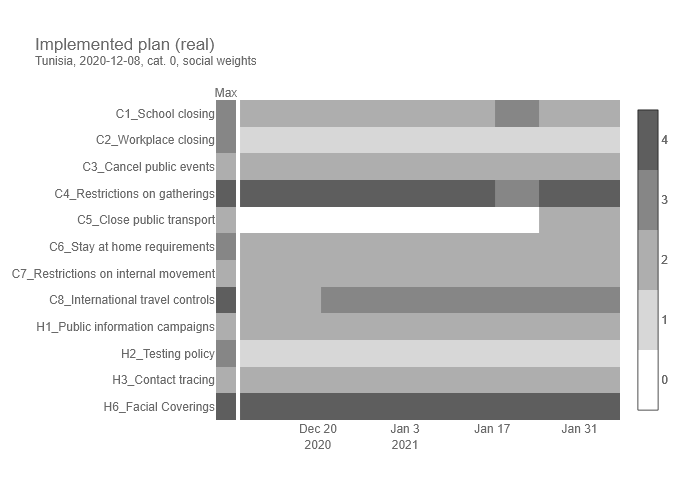 Implemented plan (real)
Tunisia, 2020-12-08, cat. 0, social weights
Max
C1_School closing
C2_Workplace closing
C3_Cancel public events
C4_Restrictions on gatherings
C5_Close public transport
C6_Stay at home requirements
C7_Restrictions on internal movement
C8_International travel controls
H1_Public information campaigns
H2_Testing policy
H3_Contact tracing
H6_Facial Coverings
4
3
2
1
0
Dec 20 Jan 3 Jan 17 Jan 31
2020 2021